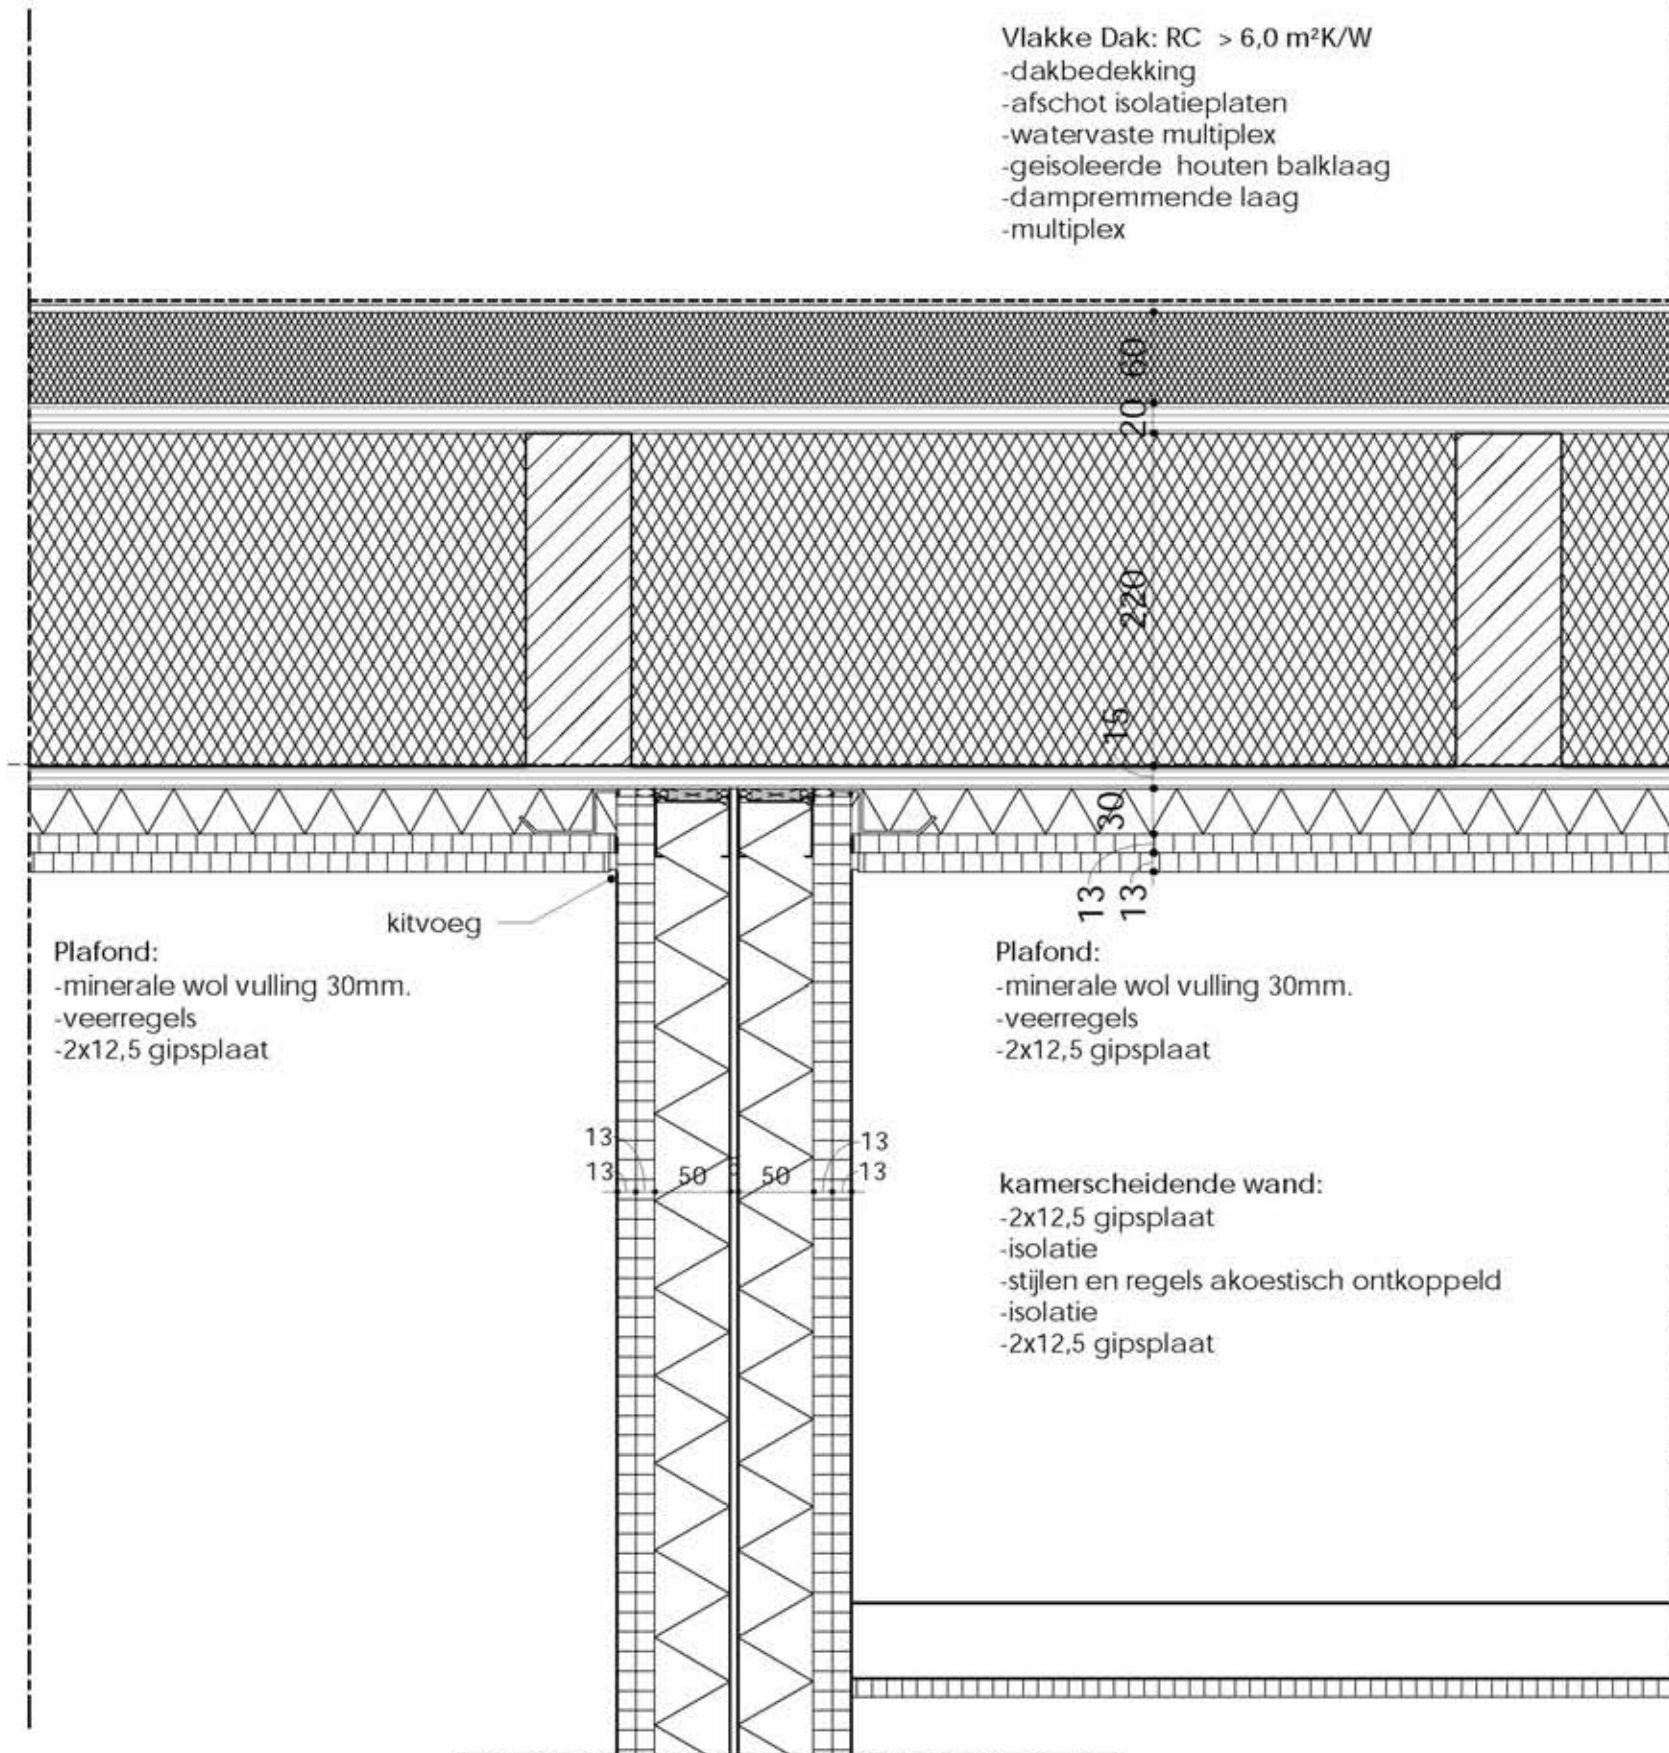 Vlakke Dak: RC > 6,0 m²K/W
-dakbedekking
-afschot isolatieplaten
-watervaste multiplex
-geisoleerde houten balklaag
-dampremmende laag
-multiplex
60
20
220
15
30
13
13
kitvoeg
Plafond:
-minerale wol vulling 30mm.
-veerregels
-2x12,5 gipsplaat
Plafond:
-minerale wol vulling 30mm.
-veerregels
-2x12,5 gipsplaat
13
13
50
50
13
13
kamerscheidende wand:
-2x12,5 gipsplaat
-isolatie
-stijlen en regels akoestisch ontkoppeld
-isolatie
-2x12,5 gipsplaat